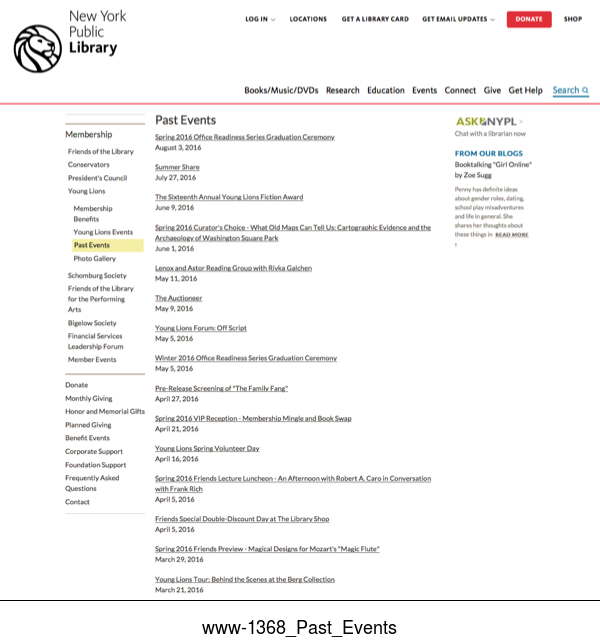 New York
Public
Library
LOG IN
LOCATIONS
GET A LIBRARY CARD
GET EMAIL UPDATES
DONATE
SHOP
Books/Music/DVDs Research Education Events Connect Give Get Help Search
Membership
Friends of the Library
Conservators
President's Council
Young Lions
Membership
Benefits
Young Lions Events
Past Events
Photo Gallery
Schomburg Society
Friends of the Library
for the Performing
Arts
Bigelow Society
Financial Services
Leadership Forum
Member Events
Donate
Monthly Giving
Honor and Memorial Gifts
Planned Giving
Benefit Events
Corporate Support
Foundation Support
Frequently Asked
Questions
Contact
Past Events
Spring 2016 Office Readiness Series Graduation Ceremony
August 3, 2016
Summer Share
July 27, 2016
The Sixteenth Annual Young Lions Fiction Award
June 9, 2016
Spring 2016 Curator's Choice - What Old Maps Can Tell Us: Cartographic Evidence and the
Archaeology of Washington Square Park
June 1, 2016
Lenox and Astor Reading Group with Rivka Galchen
May 11, 2016
The Auctioneer
May 9, 2016
Young Lions Forum: Off Script
May 5, 2016
Winter 2016 Office Readiness Series Graduation Ceremony
May 5, 2016
Pre-Release Screening of "The Family Fang"
April 27, 2016
Spring 2016 VIP Reception - Membership Mingle and Book Swap
April 21, 2016
Young Lions Spring Volunteer Day
April 16, 2016
Spring 2016 Friends Lecture Luncheon - An Afternoon with Robert A. Caro in Conversation
with Frank Rich
April 5, 2016
Friends Special Double-Discount Day at The Library Shop
April 5, 2016
Spring 2016 Friends Preview - Magical Designs for Mozart's "Magic Flute"
March 29, 2016
Young Lions Tour: Behind the Scenes at the Berg Collection
March 21, 2016
ASK NYPL >
Chat with a librarian now
FROM OUR BLOGS
Booktalking "Girl Online"
by Zoe Sugg
Penny has definite ideas
about gender roles, dating,
school play misadventures
and life in general. She
shares her thoughts about
these things in READ MORE
www-1368_Past_Events